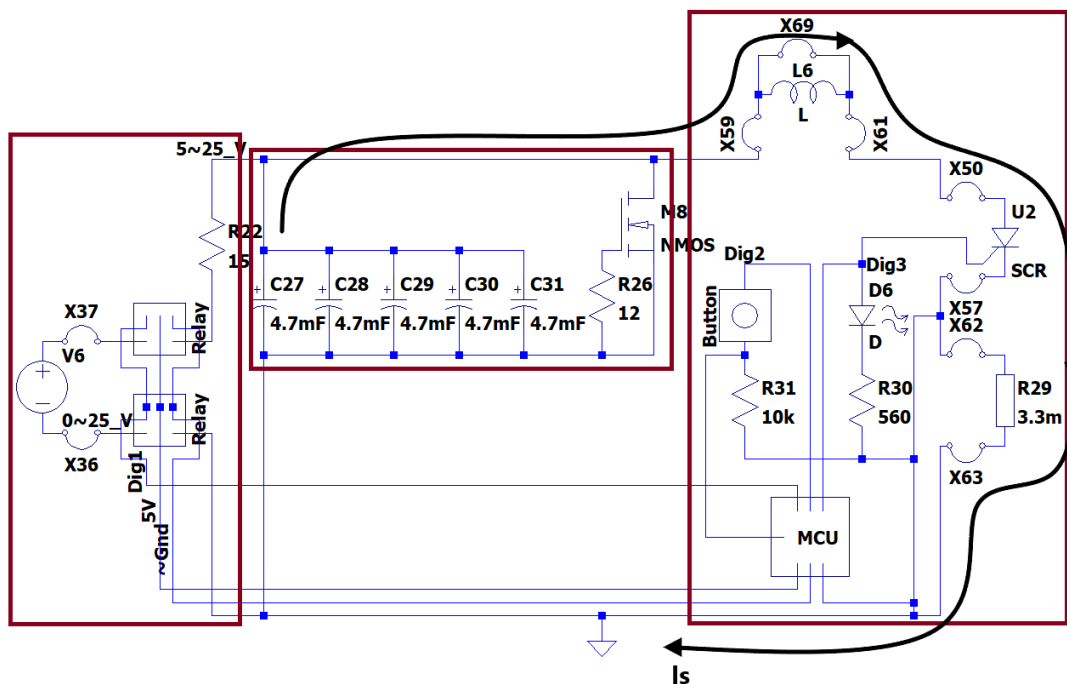 X69
L6
L
X59
X61
5~25_V
X50
R22
15
M8
NMOS
U2
SCR
Dig2
Dig3
C27
4.7mF
C28
4.7mF
C29
4.7mF
C30
4.7mF
C31
4.7mF
R26
12
X37
V6
Relay
Button
D6
D
X57
X62
R31
10k
R30
560
R29
3.3m
0~25_V
Relay
X36
Dig1
5V
~Gnd
X63
MCU
Is